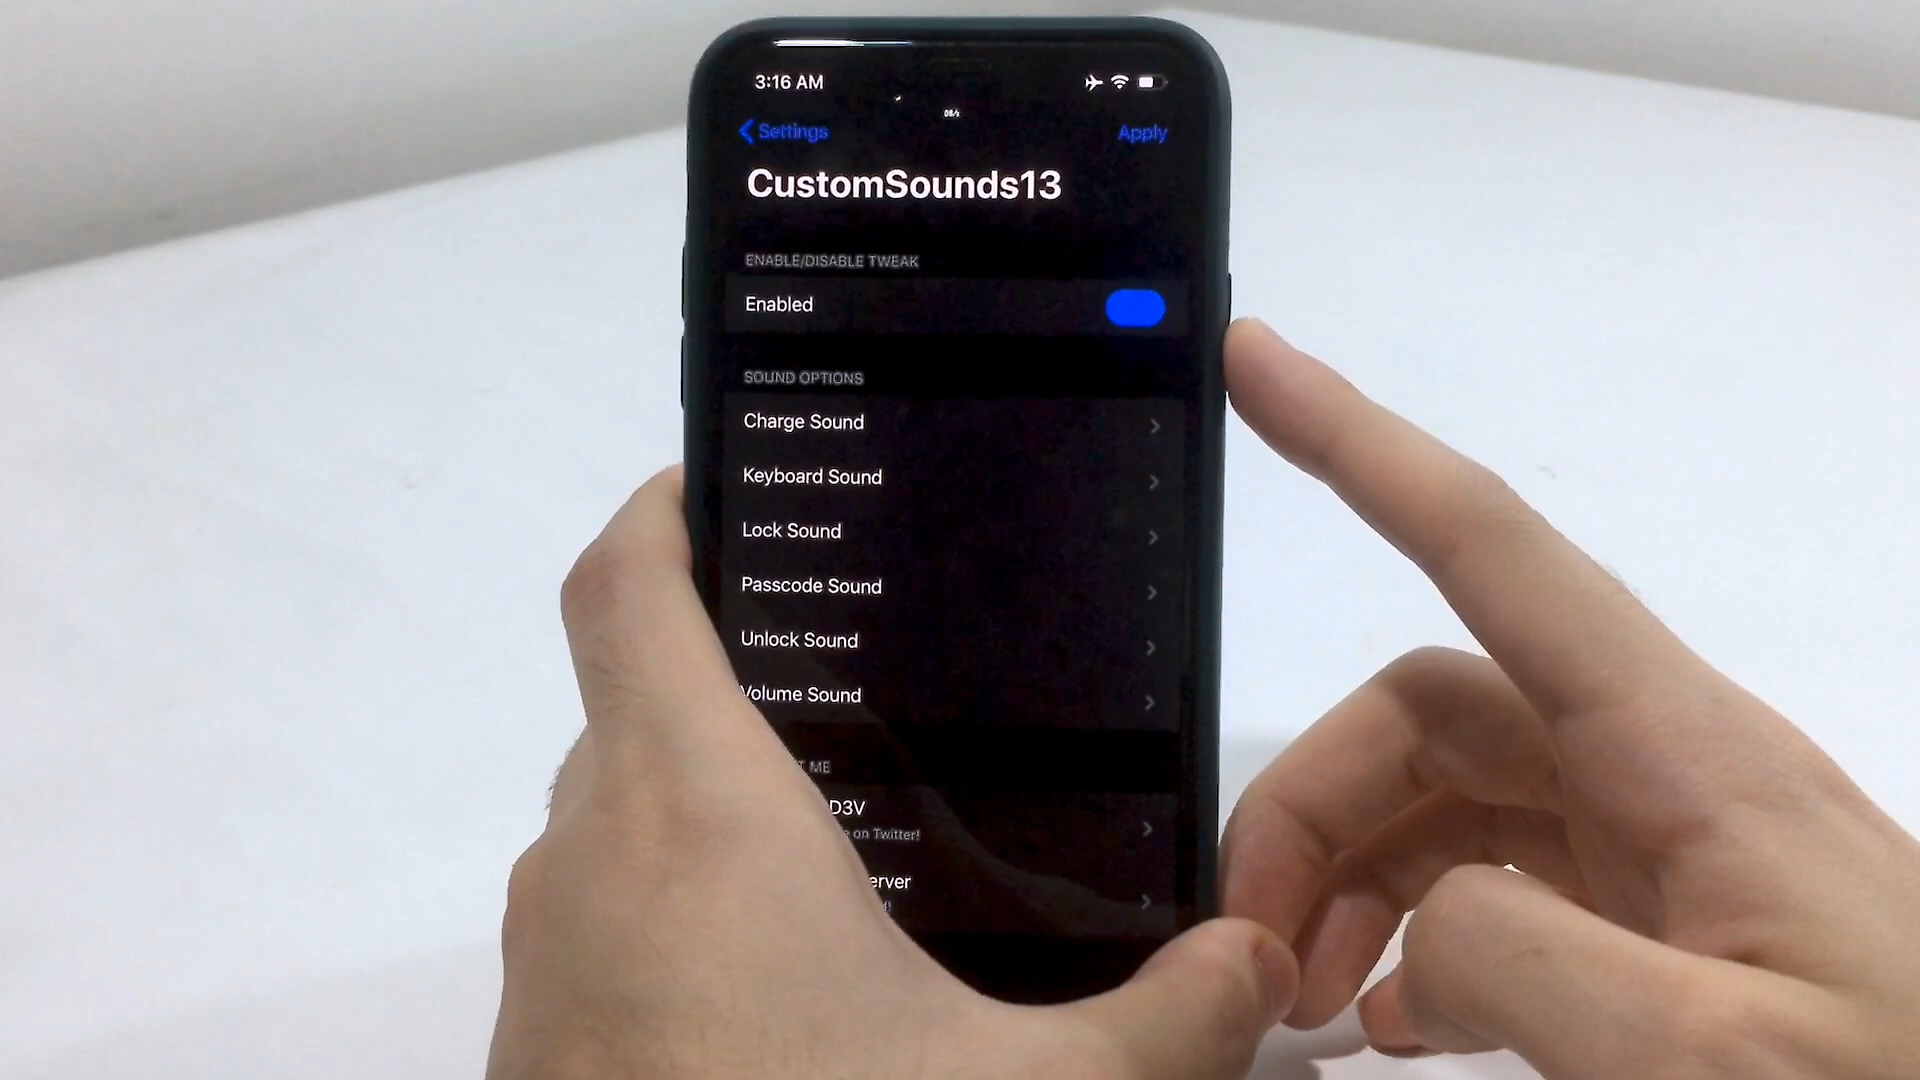 3:16 AM
0B/s
Settings
Apply
CustomSounds13
ENABLE/DISABLE TWEAK
Enabled
SOUND OPTIONS
Charge Sound
Keyboard Sound
Lock Sound
Passcode Sound
Unlock Sound
Volume Sound
T ME
D3V
on Twitter!
erver